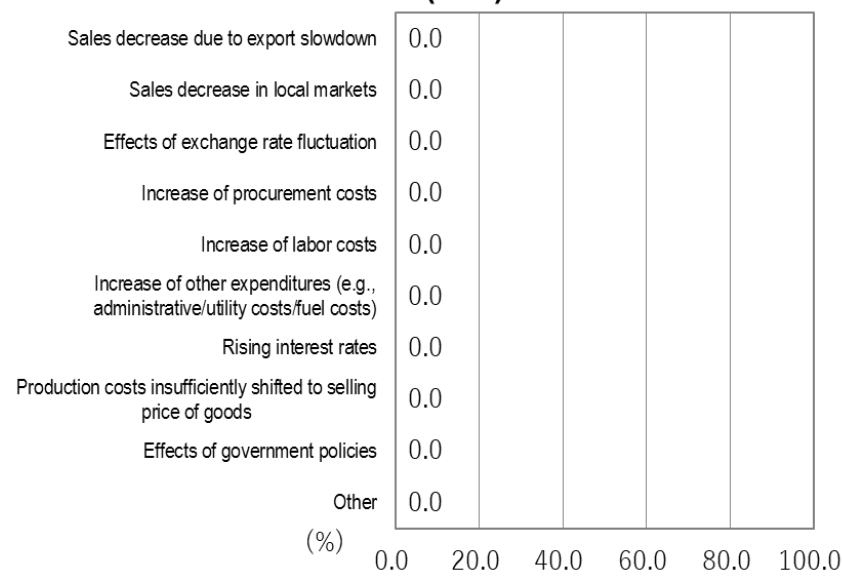 Sales decrease due to export slowdown 0.0
Sales decrease in local markets 0.0
Effects of exchange rate fluctuation 0.0
Increase of procurement costs 0.0
Increase of labor costs 0.0
Increase of other expenditures (e.g.,
administrative/utility costs/fuel costs) 0.0
Rising interest rates 0.0
Production costs insufficiently shifted to selling
price of goods 0.0
Effects of government policies 0.0
Other 0.0
(%)
0.0 20.0 40.0 60.0 80.0 100.0